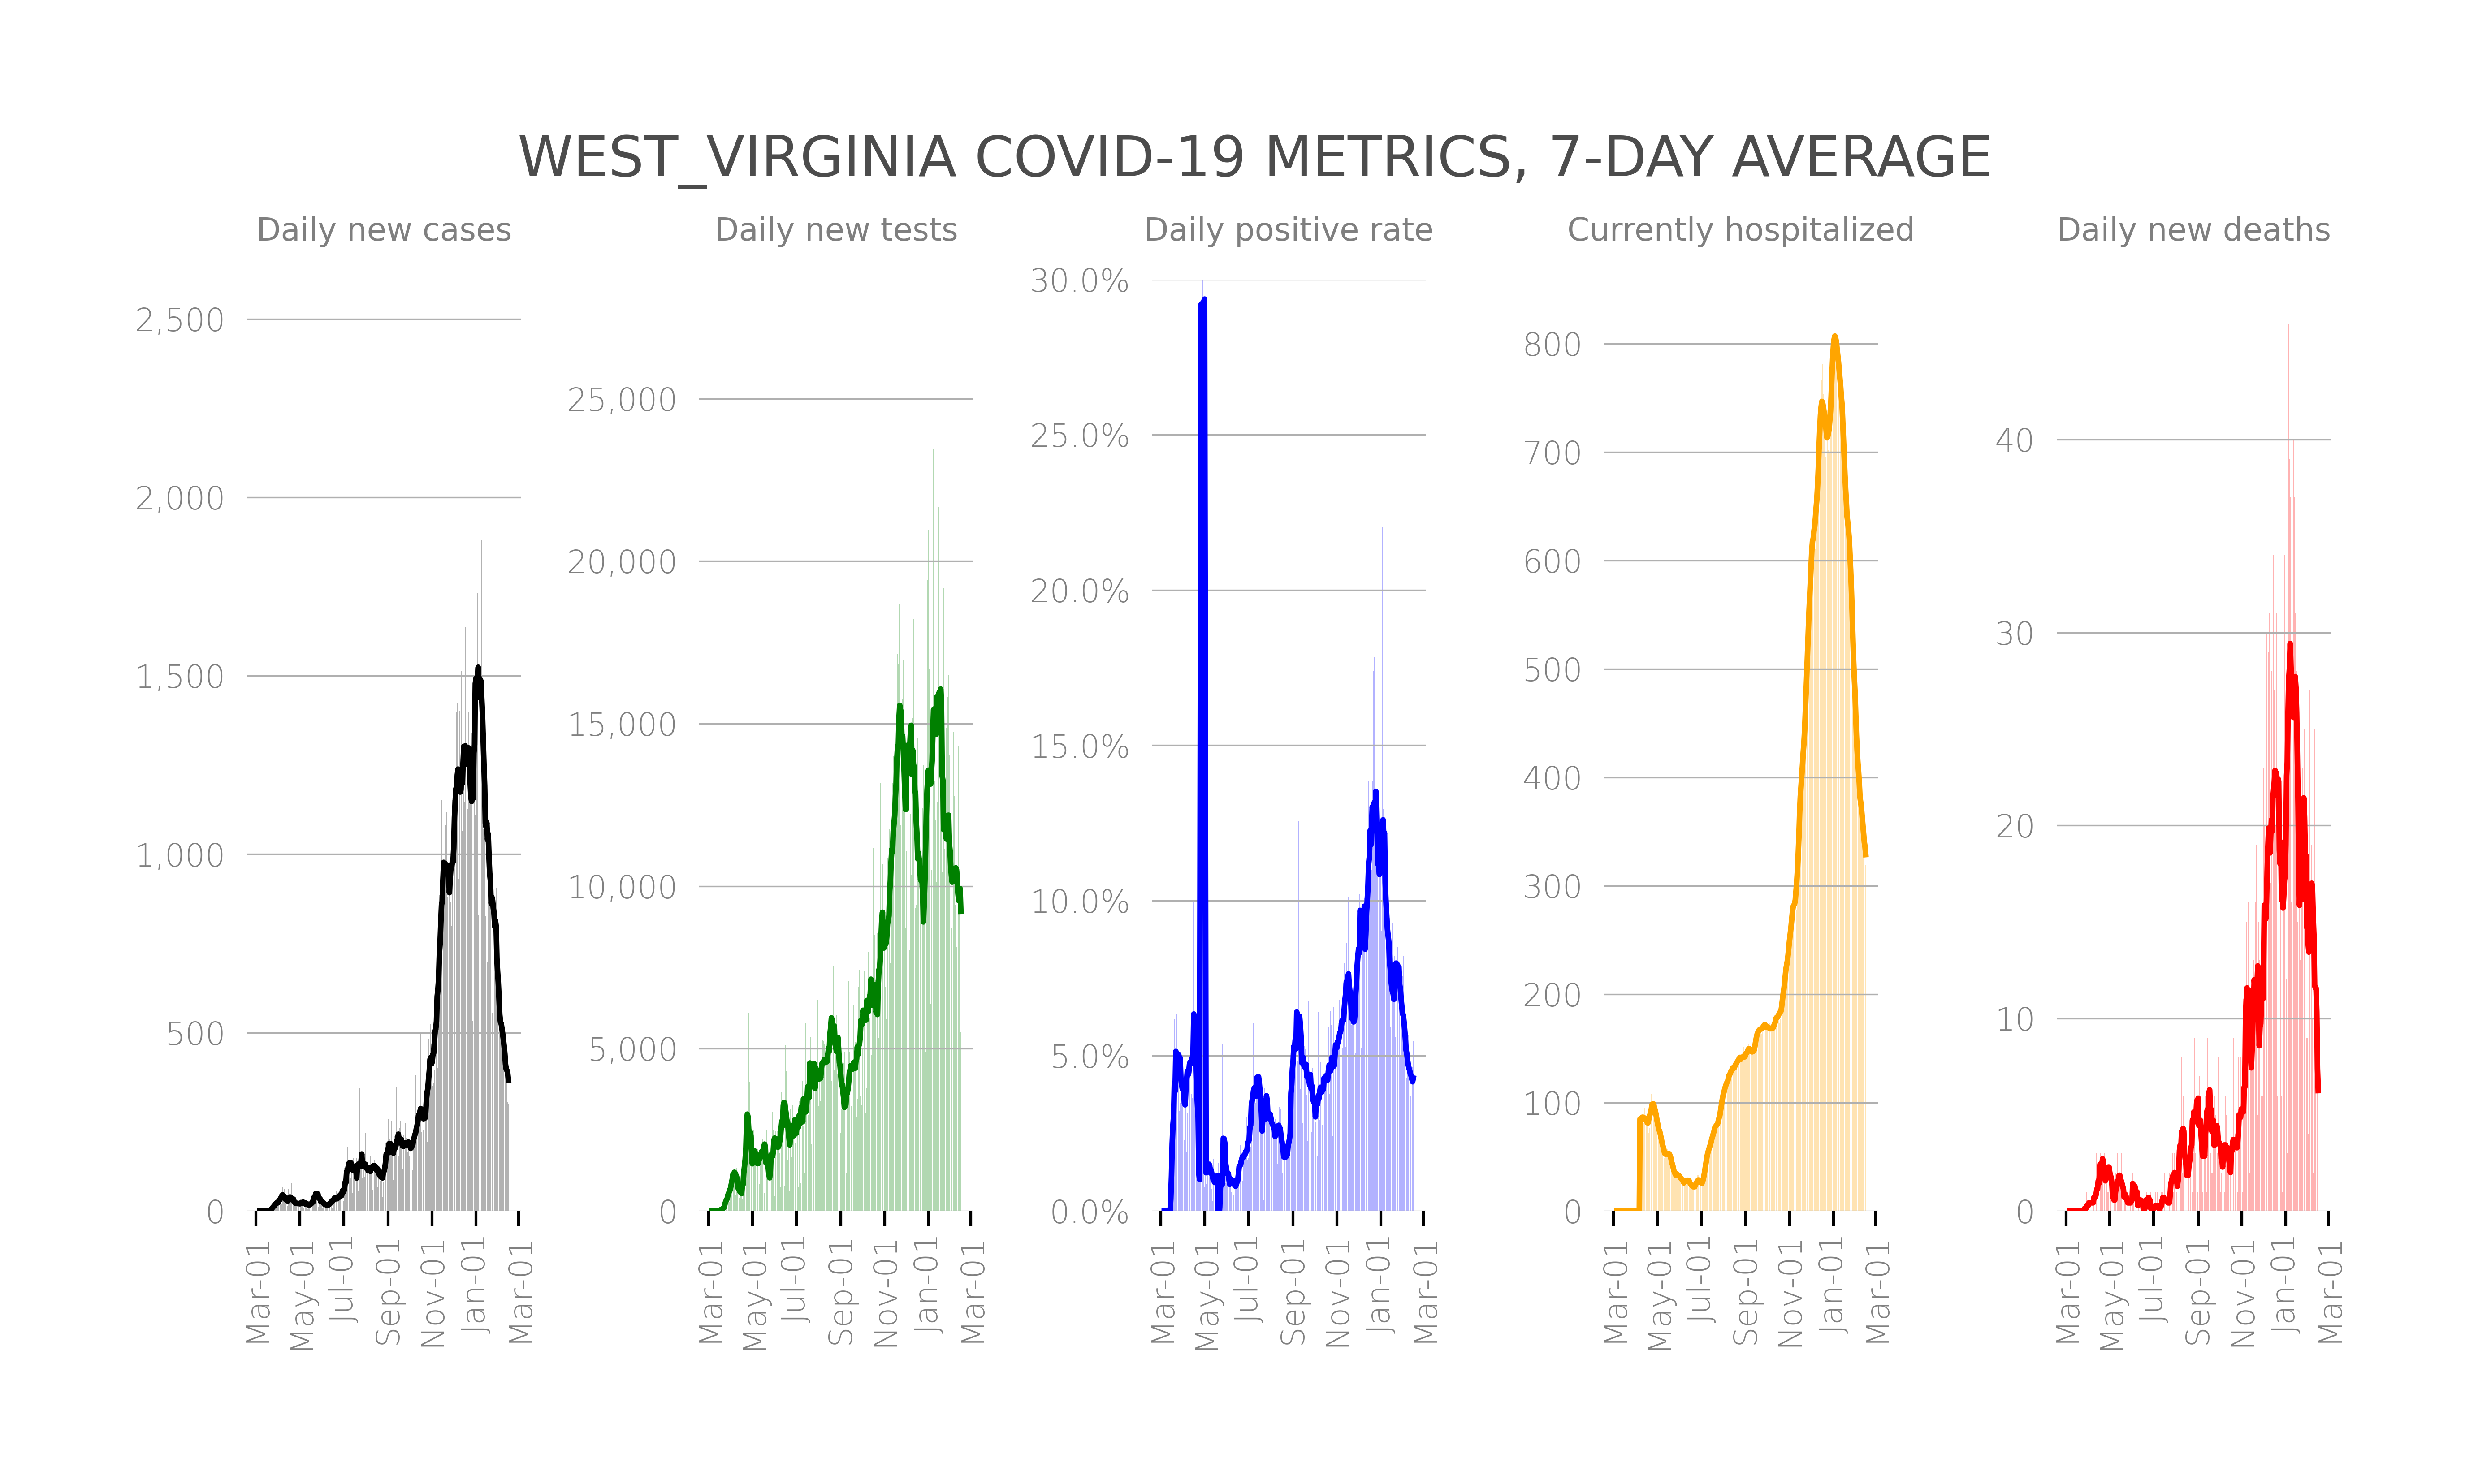 WEST_VIRGINIA COVID-19 METRICS, 7-DAY AVERAGE
Daily new cases
2,500
2,000
1,500
1,000
500
0
Mar-01
May-01
Jul-01
Sep-01
Nov-01
Jan-01
Mar-01
Daily new tests
25,000
20,000
15,000
10,000
5,000
0
Mar-01
May-01
Jul-01
Sep-01
Nov-01
Jan-01
Mar-01
Daily positive rate
30.0%
25.0%
20.0%
15.0%
10.0%
5.0%
0.0%
Mar-01
May-01
Jul-01
Sep-01
Nov-01
Jan-01
Mar-01
Currently hospitalized
800
700
600
500
400
300
200
100
0
Mar-01
May-01
Jul-01
Sep-01
Nov-01
Jan-01
Mar-01
Daily new deaths
40
30
20
10
0
Mar-01
May-01
Jul-01
Sep-01
Nov-01
Jan-01
Mar-01